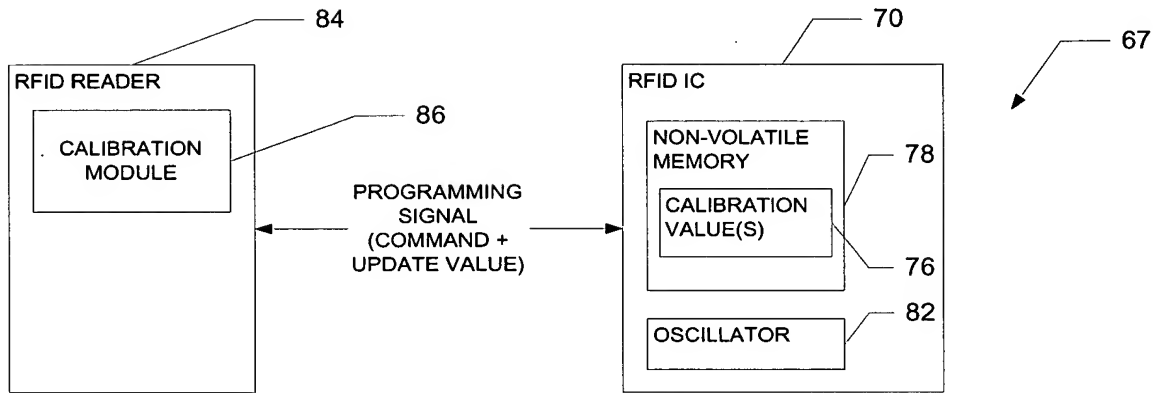 84
RFID READER
CALIBRATION
MODULE
86
PROGRAMMING
SIGNAL
(COMMAND +
UPDATE VALUE)
70
67
RFID IC
NON-VOLATILE
MEMORY
78
CALIBRATION
VALUE(S)
76
82
OSCILLATOR